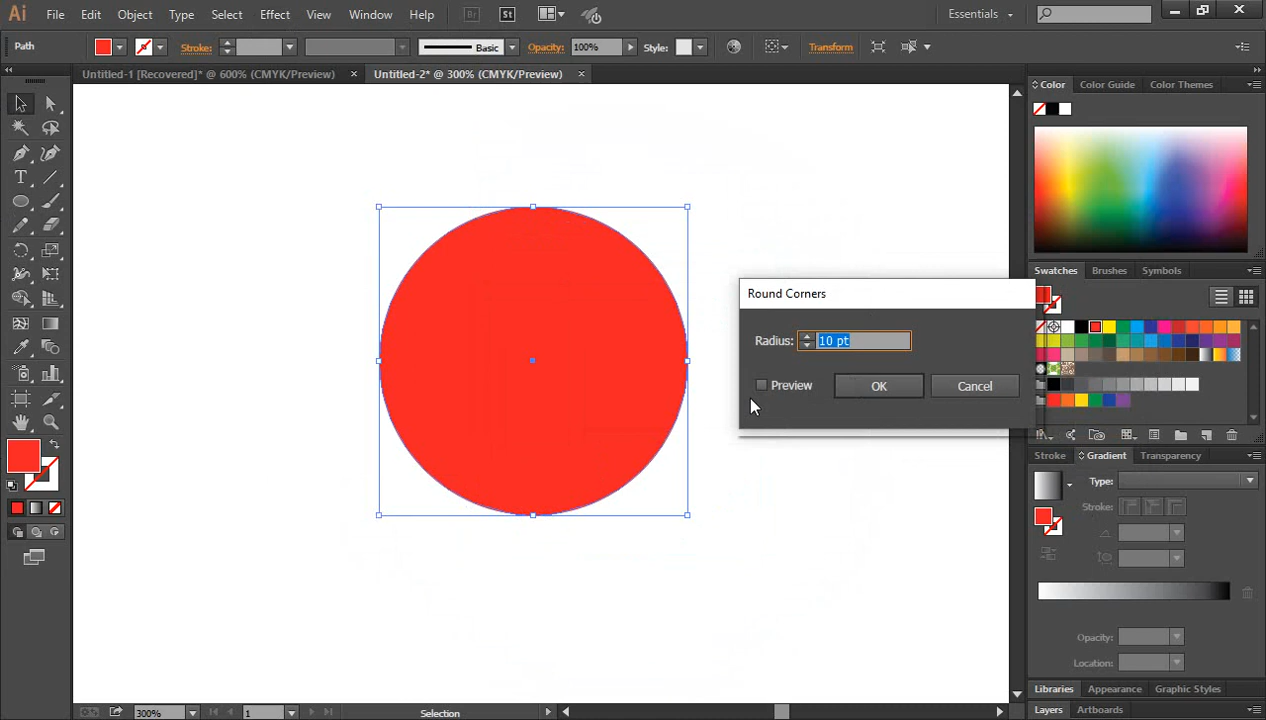 Ai File Edit Object Type Select Effect View Window Help Br St Essentials
Path Stroke: Basic Opacity: 100% Style: Transform
Untitled-1 [Recovered]* @ 600% (CMYK/Preview) × Untitled-2* @ 300% (CMYK/Preview) ×
Color Color Guide Color Themes
Swatches Brushes Symbols
Round Corners
Radius: 10 pt
Preview OK Cancel
Stroke Gradient Transparency
Type:
Stroke:
Opacity:
Location:
Libraries Appearance Graphic Styles
Layers Artboards
300% 1 Selection